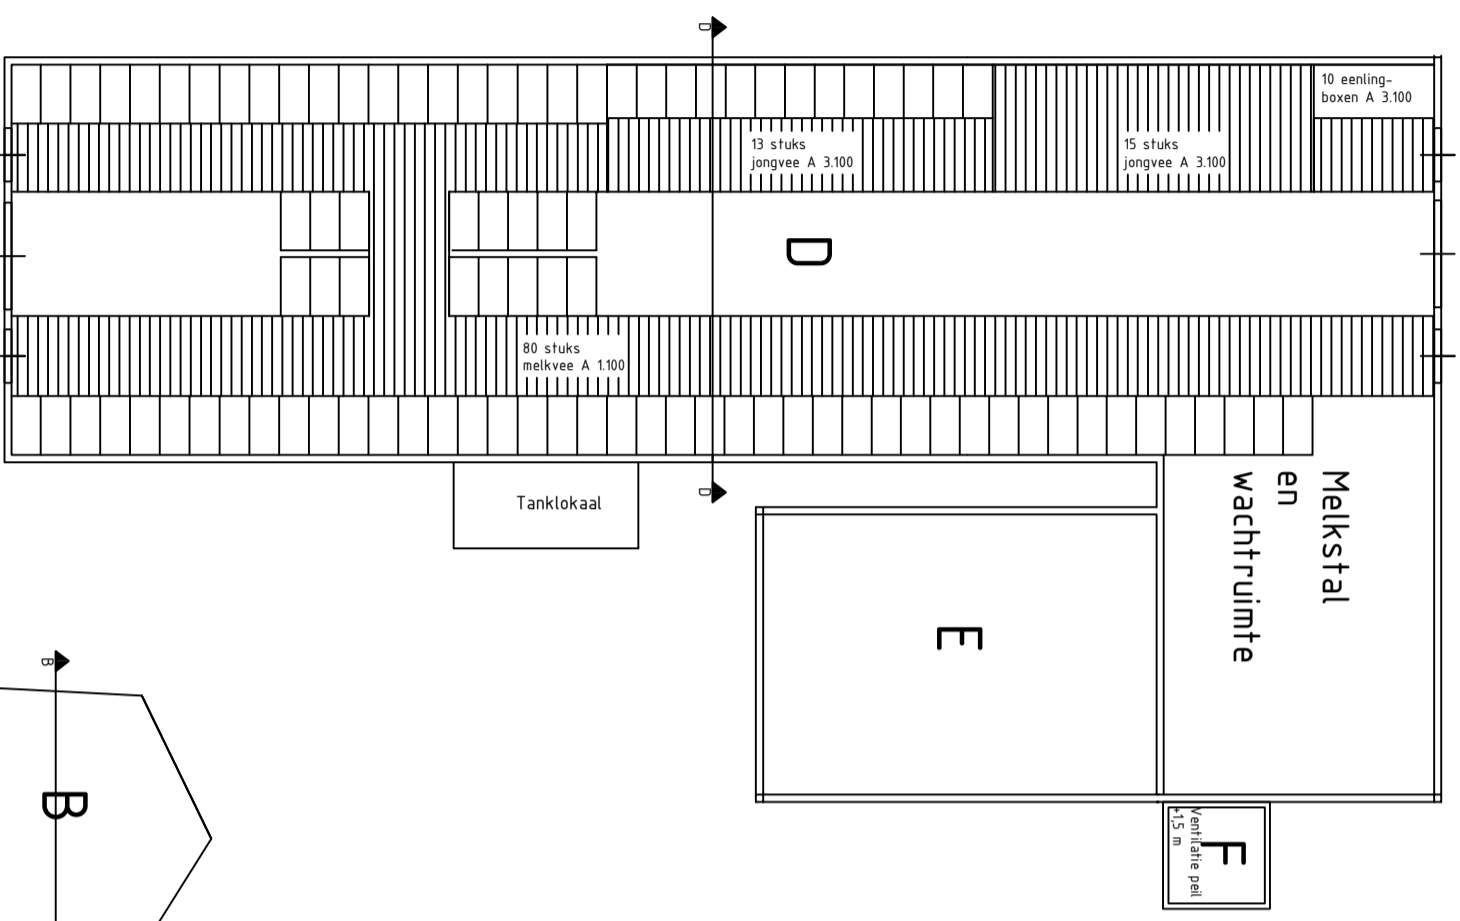 D
10 eenling-
boxen A 3.100
13 stuks
jongvee A 3.100
15 stuks
jongvee A 3.100
D
80 stuks
melkvee A 1.100
D
Tanklokaal
Melkstal
en
wachtruimte
E
B
B
F
Ventilatie peil
+1,5 m